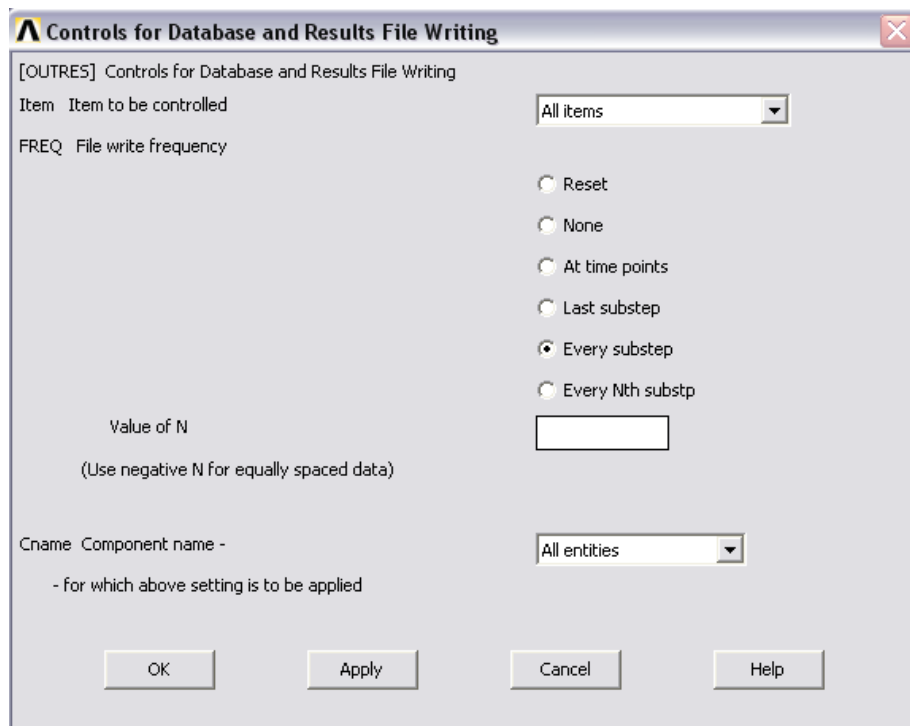 Controls for Database and Results File Writing
[OUTRES] Controls for Database and Results File Writing
Item Item to be controlled
All items
FREQ File write frequency
Reset
None
At time points
Last substep
Every substep
Every Nth substp
Value of N
(Use negative N for equally spaced data)
Cname Component name -
All entities
- for which above setting is to be applied
OK Apply Cancel Help